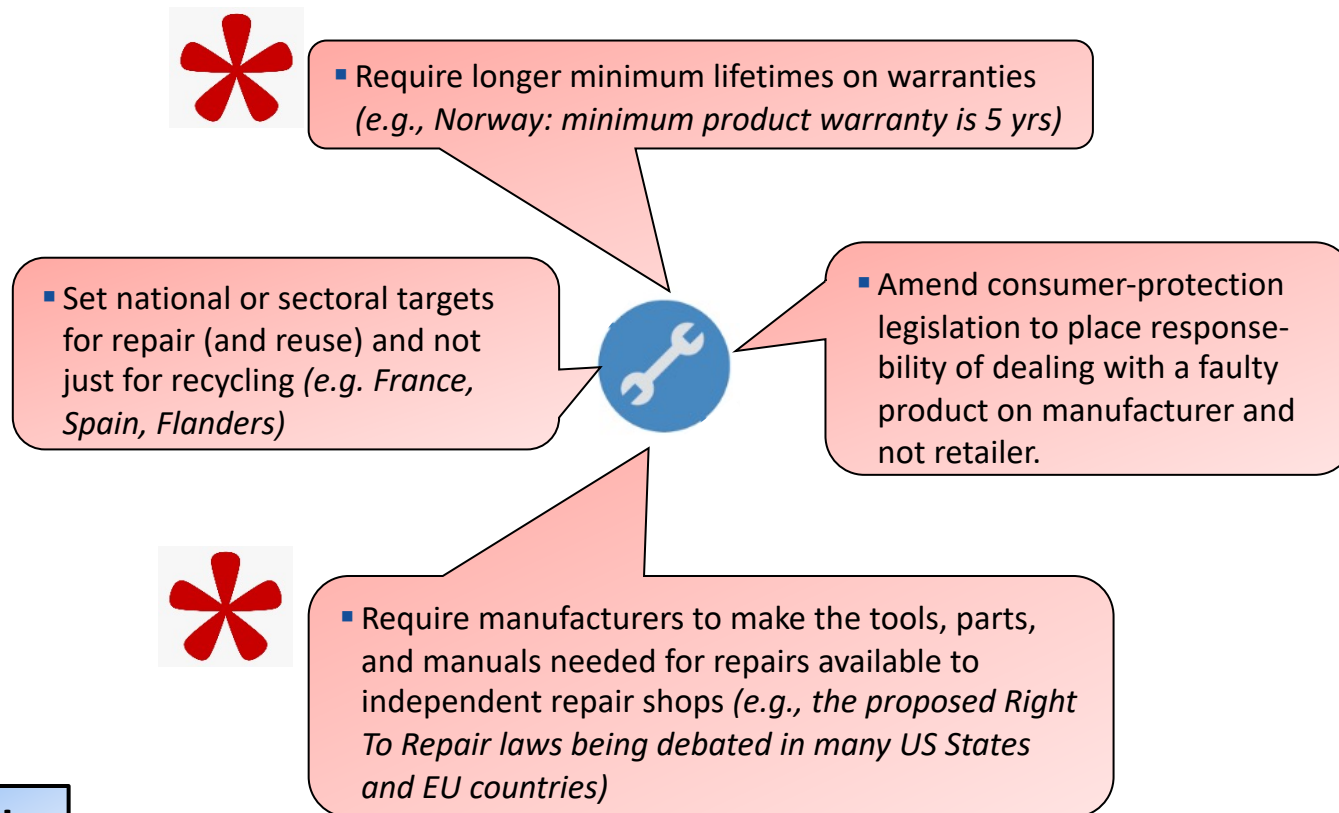 ▪ Require longer minimum lifetimes on warranties
(e.g., Norway: minimum product warranty is 5 yrs)
▪ Set national or sectoral targets
for repair (and reuse) and not
just for recycling (e.g. France,
Spain, Flanders)
▪ Amend consumer-protection
legislation to place response-
bility of dealing with a faulty
product on manufacturer and
not retailer.
▪ Require manufacturers to make the tools, parts,
and manuals needed for repairs available to
independent repair shops (e.g., the proposed Right
To Repair laws being debated in many US States
and EU countries)